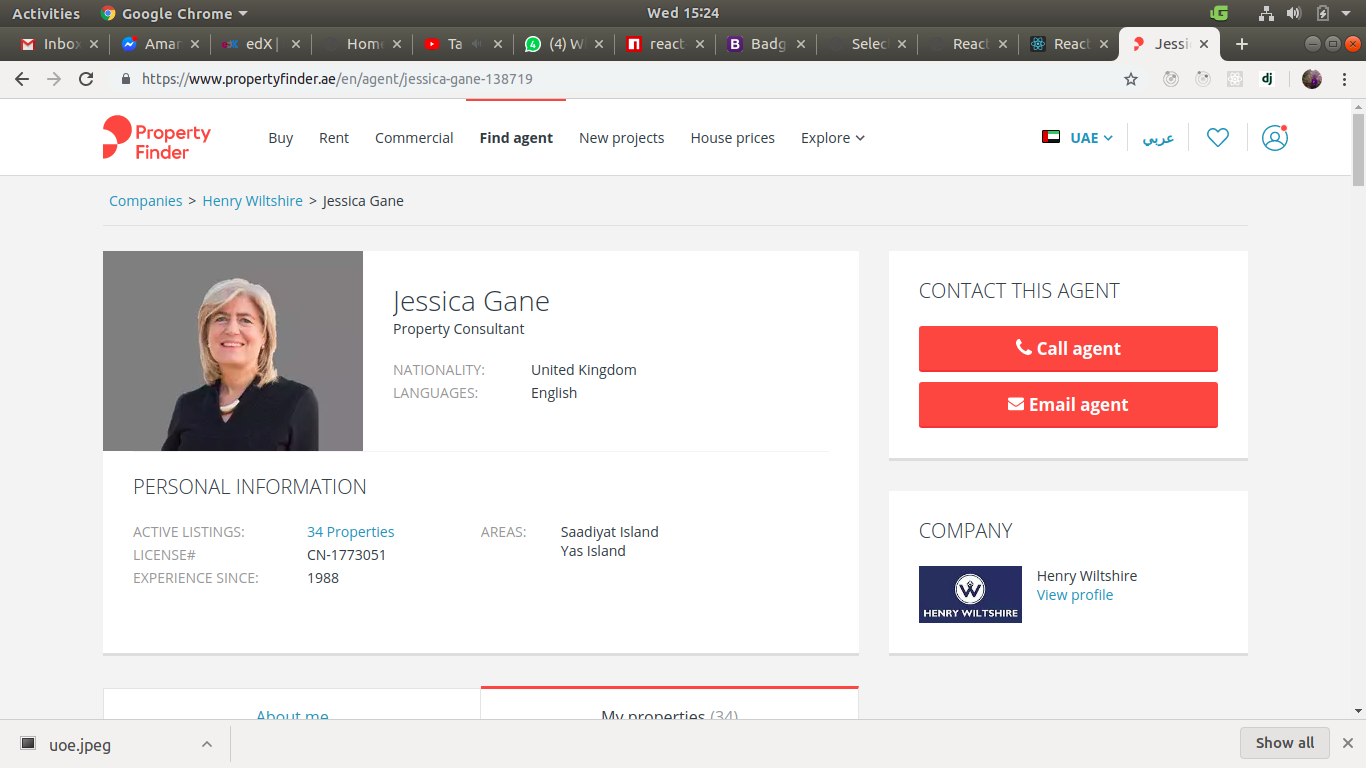 Activities Google Chrome Wed 15:24
Inbox Amar edX | Home Ta (4) W react Badg Selec React React Jessi
https://www.propertyfinder.ae/en/agent/jessica-gane-138719 dj
Property
Finder
Buy Rent Commercial Find agent New projects House prices Explore UAE عربي
Companies > Henry Wiltshire > Jessica Gane
Jessica Gane
Property Consultant
NATIONALITY: United Kingdom
LANGUAGES: English
CONTACT THIS AGENT
Call agent
Email agent
PERSONAL INFORMATION
ACTIVE LISTINGS: 34 Properties AREAS: Saadiyat Island
Yas Island
LICENSE# CN-1773051
EXPERIENCE SINCE: 1988
COMPANY
HENRY WILTSHIRE
Henry Wiltshire
View profile
About me My properties (34)
uoe.jpeg Show all